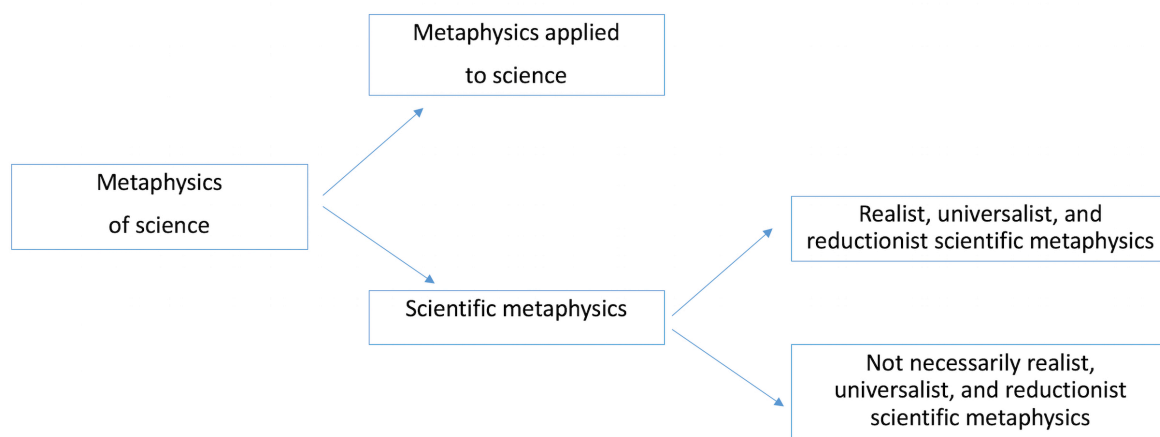 Metaphysics applied
to science
Metaphysics
of science
Realist, universalist, and
reductionist scientific metaphysics
Scientific metaphysics
Not necessarily realist,
universalist, and reductionist
scientific metaphysics